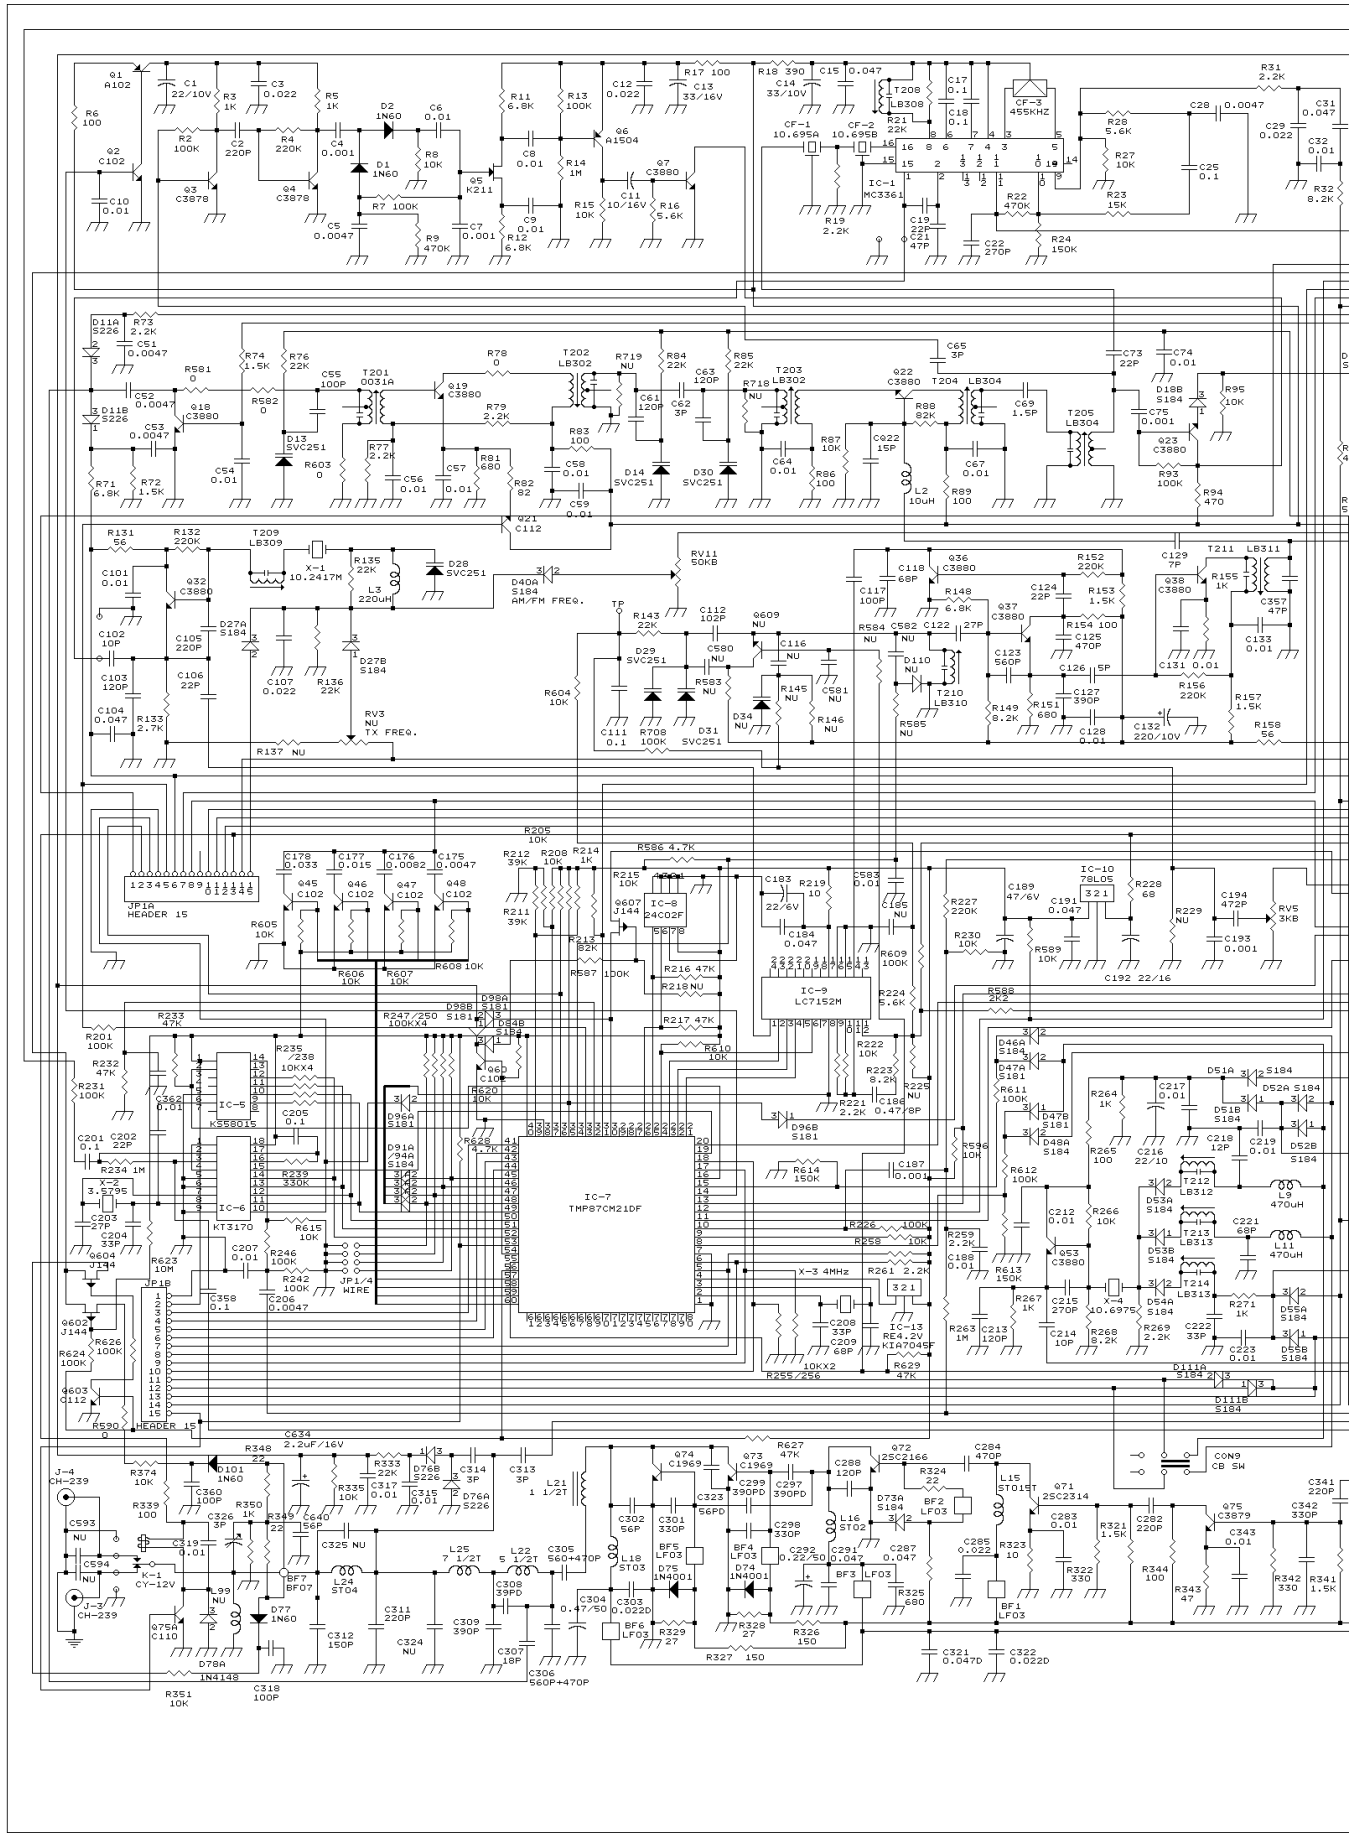 Q1
A102
C1
22/10V
C3
0.022
R3
1K
R5
1K
R6
100
D2
1N60
C6
0.01
R2
100K
C2
220P
R4
220K
C4
0.001
R8
10K
Q2
C102
Q3
C3878
Q4
C3878
D1
1N60
R7 100K
C10
0.01
C5
0.0047
R9
470K
C7
0.001
Q5
K211
R11
6.8K
R13
100K
C8
0.01
R14
1M
C9
0.01
R12
6.8K
Q6
A1504
R15
10K
C11
10/16V
R16
5.6K
Q7
C3880
C12
0.022
C13
33/16V
R17 100
R18 390
C14
33/10V
C15
0.047
T208
LB308
R21
22K
C17
0.1
C18
0.1
CF-3
455KHZ
CF-1
10.695A
CF-2
10.695B
IC-1
MC3361
R19
2.2K
C19
22P
C21
47P
C22
270P
R22
470K
R23
15K
R24
150K
R28
5.6K
R27
10K
C25
0.1
C28
0.0047
R31
2.2K
C29
0.022
C31
0.047
C32
0.01
R32
8.2K
D11A
S226
R73
2.2K
C51
0.0047
C52
0.0047
R581
0
D11B
S226
C53
0.0047
Q18
C3880
R582
0
R74
1.5K
R76
22K
C55
100P
T201
0031A
R71
6.8K
R72
1.5K
C54
0.01
D13
SVC251
R603
0
R77
2.2K
C56
0.01
C57
0.01
R81
680
R82
82
Q19
C3880
R78
0
R79
2.2K
T202
LB302
R719
NU
R83
100
C58
0.01
C59
0.01
C61
120P
C62
3P
C63
120P
R84
22K
R85
22K
D14
SVC251
D30
SVC251
R718
NU
T203
LB302
C64
0.01
R86
100
R87
10K
CQ22
15P
Q22
C3880
R88
82K
C65
3P
T204 LB304
L2
10uH
R89
100
C67
0.01
C69
1.5P
C73
22P
C74
0.01
T205
LB304
C75
0.001
Q23
C3880
R93
100K
R94
470
D18B
S184
R95
10K
Q21
C112
R131
56
R132
220K
T209
LB309
X-1
10.2417M
R135
22K
L3
220uH
D28
SVC251
C101
0.01
Q32
C3880
C102
10P
C103
120P
C104
0.047
R133
2.7K
C105
220P
C106
22P
D27A
S184
C107
0.022
R136
22K
D27B
S184
RV3
NU
TX FREQ.
R137 NU
D40A
S184
AM/FM FREQ.
RV11
50KB
TP
R143
22K
C112
102P
Q609
NU
D29
SVC251
C580
NU
R583
NU
C116
NU
R584
NU
C582
NU
C581
NU
R145
NU
R146
NU
R604
10K
C111
0.1
R708
100K
D31
SVC251
D34
NU
C117
100P
C118
68P
Q36
C3880
R148
6.8K
C122 27P
D110
NU
T210
LB310
R585
NU
Q37
C3880
C123
560P
R149
8.2K
R151
680
C124
22P
C125
470P
R152
220K
R153
1.5K
R154 100
C126 5P
C127
390P
C128
0.01
C129
7P
Q38
C3880
C131 0.01
C132
220/10V
R155
1K
T211
LB311
C357
47P
C133
0.01
R156
220K
R157
1.5K
R158
56
JP1A
HEADER 15
C178
0.033
C177
0.015
C176
0.0082
C175
0.0047
Q45
C102
Q46
C102
Q47
C102
Q48
C102
R605
10K
R606
10K
R607
10K
R608 10K
R205
10K
R212
39K
R208
10K
R214
1K
R211
39K
R213
82K
R215
10K
Q607
J144
R586 4.7K
IC-8
24C02F
C183
22/6V
C184
0.047
R219
10
C583
0.01
C185
NU
R587 100K
R216 47K
R218 NU
R217 47K
R610
10K
IC-9
LC7152M
R609
100K
R224
5.6K
R222
10K
R223
8.2K
R225
NU
R221
2.2K
C186
0.47/8P
R227
220K
R230
10K
C189
47/6V
R589
10K
C191
0.047
IC-10
78L05
R228
68
C192 22/16
R229
NU
C194
472P
C193
0.001
RV5
3KB
R588
2K2
R233
47K
R201
100K
R232
47K
R231
100K
C362
0.01
IC-5
KS58015
R235
/238
10KX4
R247/250
100KX4
D98A
S181
D98B
S181
D84B
S184
Q60
C102
R620
10K
D96A
S181
D91A
/94A
S184
R628
4.7K
C205
0.1
C201
0.1
C202
22P
R234 1M
X-2
3.5795
C203
27P
C204
33P
IC-6
KT3170
R239
330K
R615
10K
C207
0.01
R246
100K
R242
100K
C206
0.0047
JP1/4
WIRE
IC-7
TMP87CM21DF
D96B
S181
R614
150K
C187
0.001
R226 100K
R258 10K
R261 2.2K
X-3 4MHz
C208
33P
C209
68P
IC-13
RE4.2V
KIA7045F
R629
47K
10KX2
R255/256
R596
10K
R259
2.2K
C188
0.01
R263
1M
C213
120P
D46A
S184
D47A
S181
R611
100K
D47B
S181
D48A
S184
R612
100K
R613
150K
C212
0.01
Q53
C3880
R264
1K
R265
100
R266
10K
R267
1K
C214
10P
C215
270P
R268
8.2K
X-4
10.6975
R269
2.2K
C216
22/10
C217
0.01
C218
12P
C219
0.01
D51A S184
D52A S184
D51B
S184
D52B
S184
D53A
S184
T212
LB312
L9
470uH
D53B
S184
T213
LB313
C221
68P
L11
470uH
D54A
S184
T214
LB313
C222
33P
R271
1K
C223
0.01
D55A
S184
D55B
S184
D111A
S184
D111B
S184
Q604
J144
R623
10M
Q602
J144
R624
100K
R626
100K
Q603
C112
R590
0
JP1B
HEADER 15
C358
0.1
C634
2.2uF/16V
J-4
CH-239
R374
10K
R339
100
D101
1N60
C360
100P
R348
22
C326
3P
R350
1K
R349
22
C640
56P
R335
10K
R333
22K
C317
0.01
C315
0.01
D76B
S226
D76A
S226
C314
3P
C313
3P
C593
NU
C594
NU
K-1
CY-12V
C319
0.01
J-3
CH-239
Q75A
C110
L99
NU
D78A
1N4148
D77
1N60
C318
100P
R351
10K
BF7
BF07
C325 NU
L24
ST04
C312
150P
C311
220P
C324
NU
L25
7 1/2T
L22
5 1/2T
C309
390P
C308
39PD
C307
18P
C305
560+470P
C306
560P+470P
L21
1 1/2T
C304
0.47/50
C302
56P
L18
ST03
C303
0.022D
BF6
LF03
C301
330P
Q74
C1969
BF5
LF03
D75
1N4001
R329
27
R327 150
C323
56PD
Q73
C1969
R627
47K
C299
390PD
C297
390PD
C298
330P
BF4
LF03
D74
1N4001
R328
27
R326
150
C292
0.22/50
C291
0.047
C288
120P
L16
ST02
BF3
LF03
Q72
2SC2166
D73A
S184
R324
22
BF2
LF03
C287
0.047
R325
680
C284
470P
L15
ST015T
C285
0.022
BF1
LF03
R323
10
Q71
2SC2314
C283
0.01
R322
330
R321
1.5K
C282
220P
R344
100
C321
0.047D
C322
0.022D
CON9
CB SW
Q75
C3879
R343
47
C343
0.01
C342
330P
C341
220P
R342
330
R341
1.5K